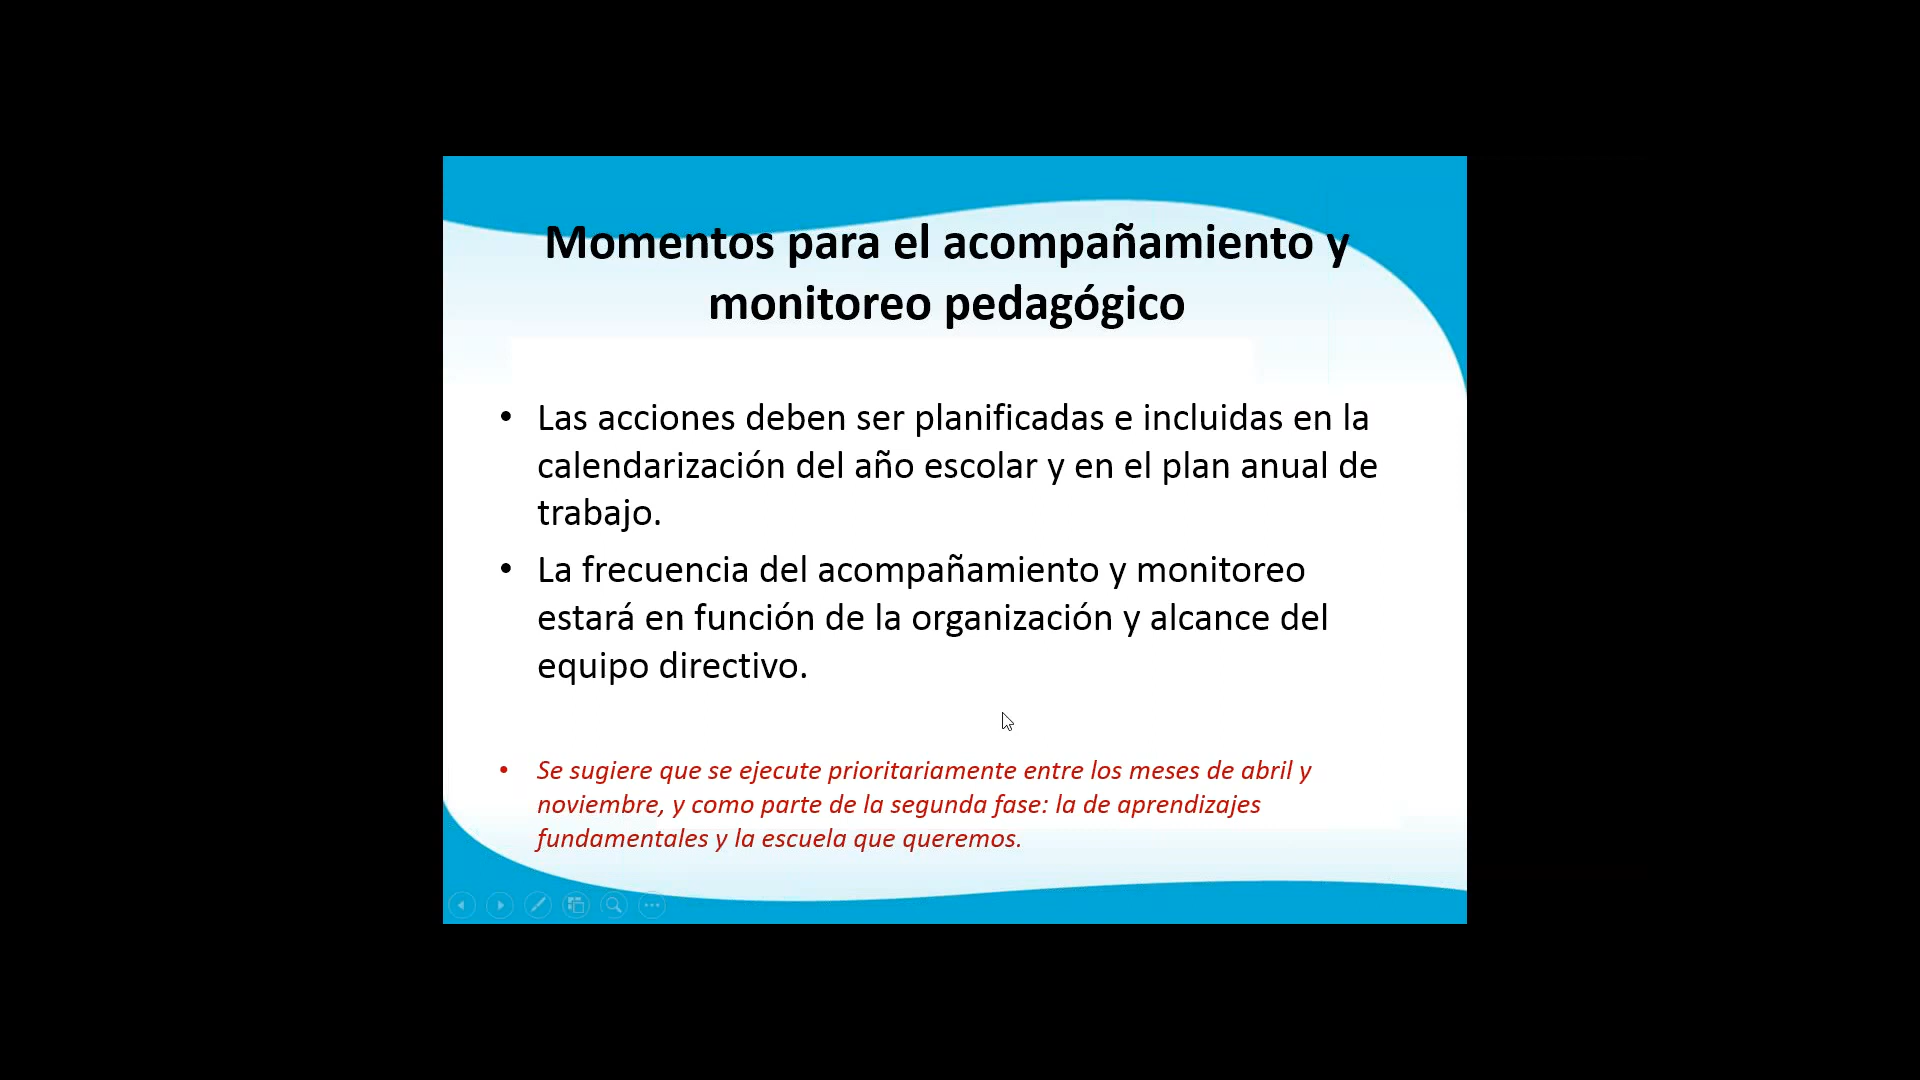 Momentos para el acompañamiento y
monitoreo pedagógico
• Las acciones deben ser planificadas e incluidas en la
calendarización del año escolar y en el plan anual de
trabajo.
• La frecuencia del acompañamiento y monitoreo
estará en función de la organización y alcance del
equipo directivo.
• Se sugiere que se ejecute prioritariamente entre los meses de abril y
noviembre, y como parte de la segunda fase: la de aprendizajes
fundamentales y la escuela que queremos.